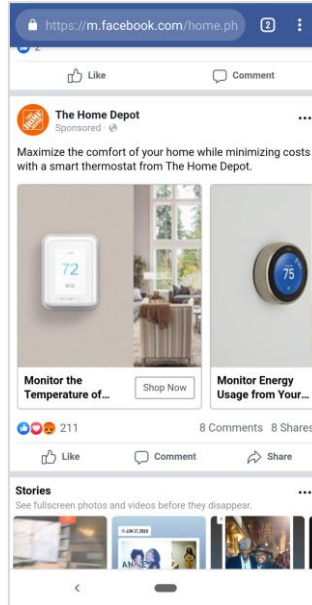 https://m.facebook.com/home.ph
2
2
Like Comment
The Home Depot
Sponsored ·
Maximize the comfort of your home while minimizing costs
with a smart thermostat from The Home Depot.
72
75
Monitor the
Temperature of...
Shop Now
Monitor Energy
Usage from Your...
211
8 Comments 8 Shares
Like Comment Share
Stories
See fullscreen photos and videos before they disappear.